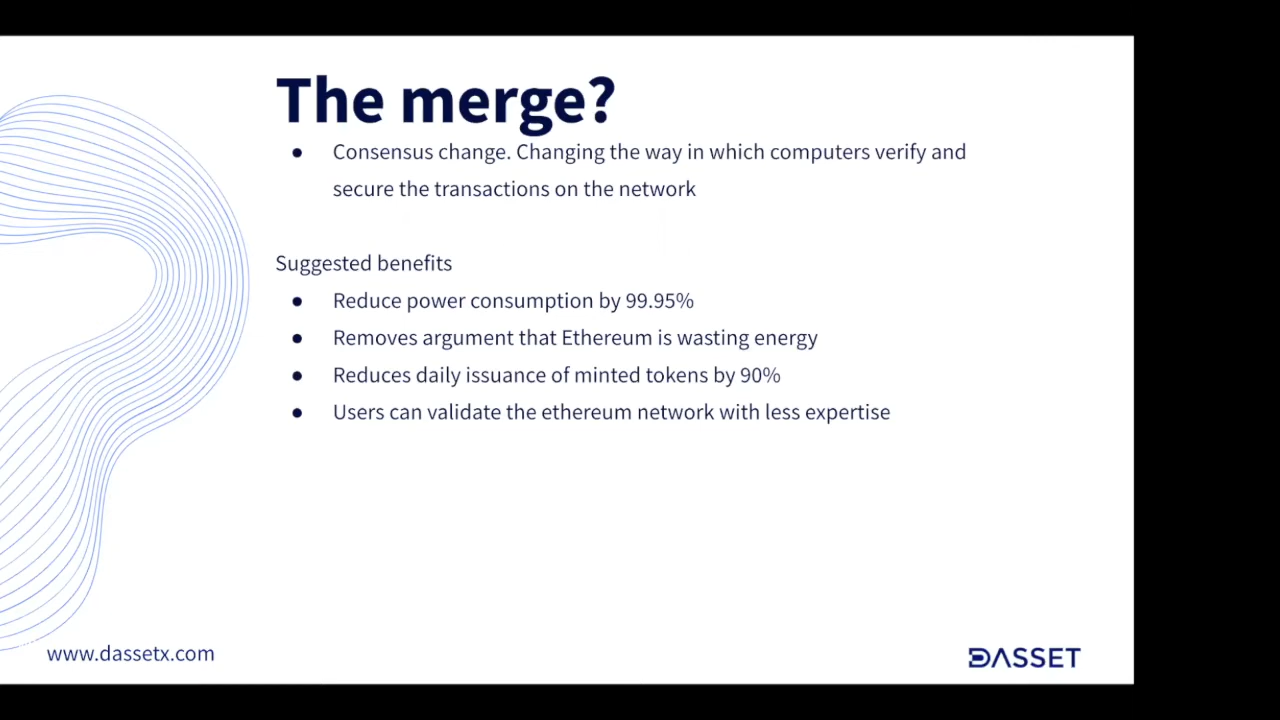 The merge?
● Consensus change. Changing the way in which computers verify and
secure the transactions on the network
Suggested benefits
● Reduce power consumption by 99.95%
● Removes argument that Ethereum is wasting energy
● Reduces daily issuance of minted tokens by 90%
● Users can validate the ethereum network with less expertise
www.dassetx.com
DASSET